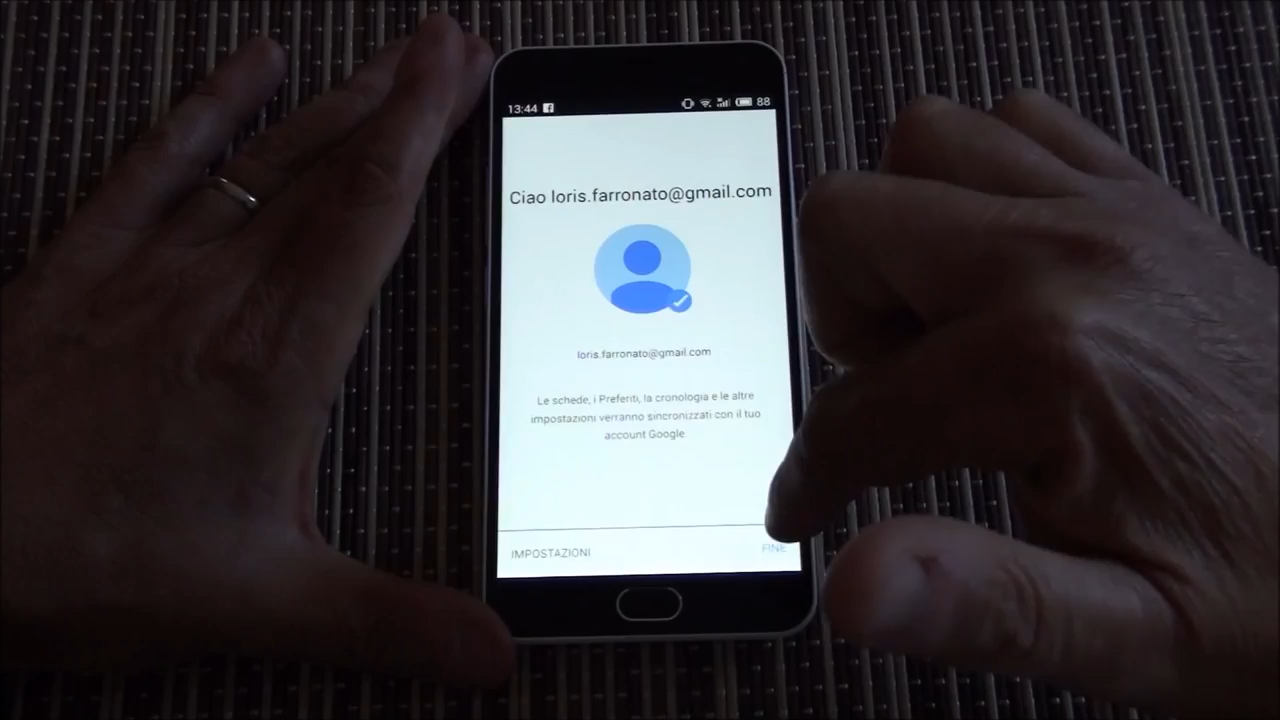 13:44 88
Ciao loris.farronato@gmail.com
loris.farronato@gmail.com
Le schede, i Preferiti, la cronologia e le altre
impostazioni verranno sincronizzati con il tuo
account Google
IMPOSTAZIONI FINE